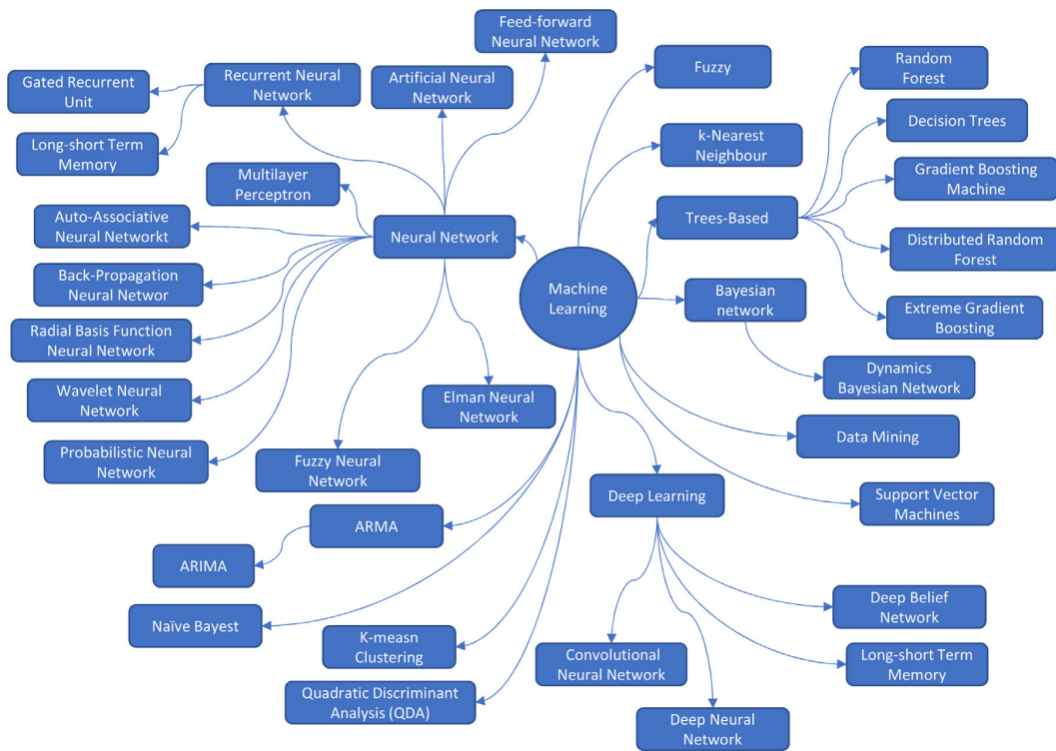 Feed-forward
Neural Network
Gated Recurrent
Unit
Recurrent Neural
Network
Artificial Neural
Network
Fuzzy
Random
Forest
Long-short Term
Memory
k-Nearest
Neighbour
Decision Trees
Multilayer
Perceptron
Gradient Boosting
Machine
Auto-Associative
Neural Networkt
Neural Network
Trees-Based
Distributed Random
Forest
Back-Propagation
Neural Networ
Machine
Learning
Bayesian
network
Extreme Gradient
Boosting
Radial Basis Function
Neural Network
Dynamics
Bayesian Network
Wavelet Neural
Network
Elman Neural
Network
Data Mining
Probabilistic Neural
Network
Fuzzy Neural
Network
Deep Learning
Support Vector
Machines
ARMA
ARIMA
Deep Belief
Network
Naïve Bayest
K-measn
Clustering
Convolutional
Neural Network
Long-short Term
Memory
Quadratic Discriminant
Analysis (QDA)
Deep Neural
Network